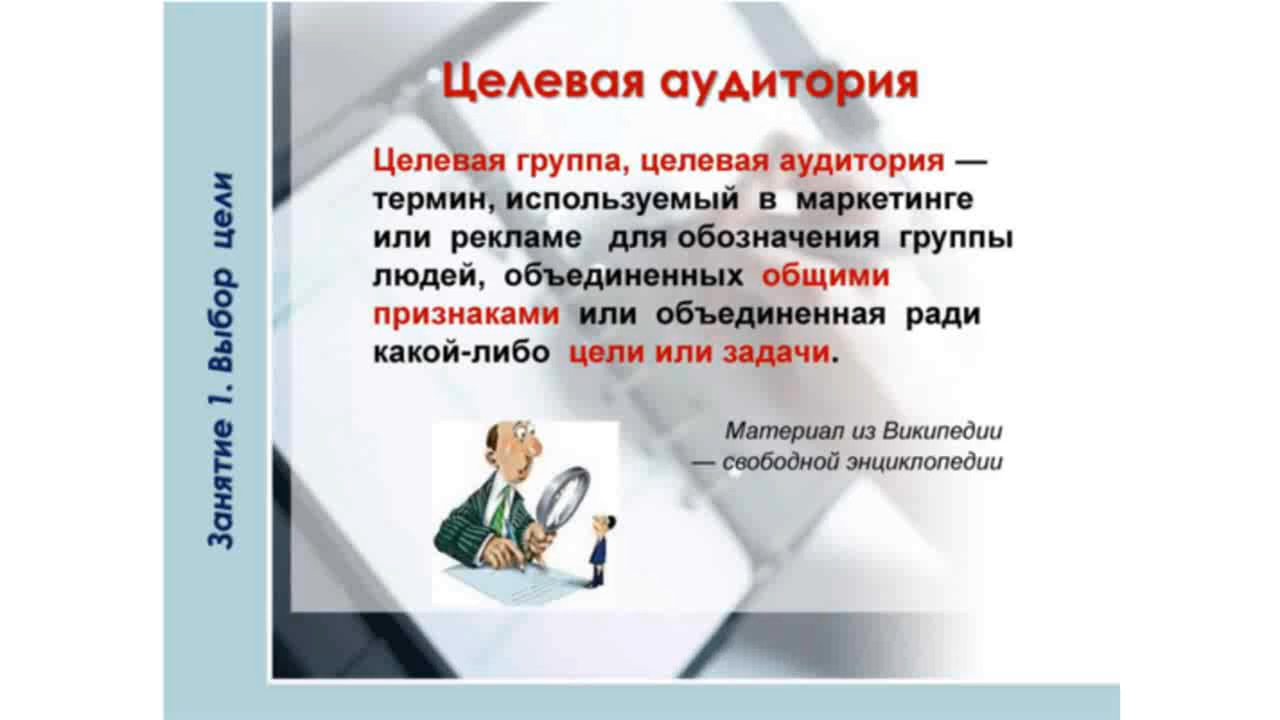 Целевая аудитория
Целевая группа, целевая аудитория —
термин, используемый в маркетинге
или рекламе для обозначения группы
людей, объединенных общими
признаками или объединенная ради
какой-либо цели или задачи.
Материал из Википедии
— свободной энциклопедии
Занятие 1. Выбор цели